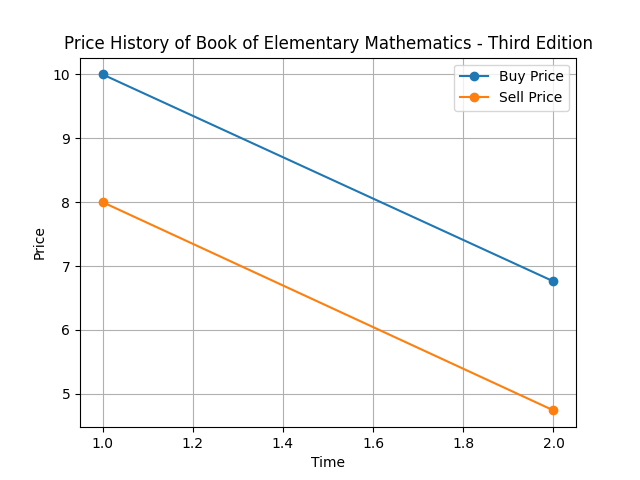 Price History of Book of Elementary Mathematics - Third Edition
Buy Price
Sell Price
Price
10
9
8
7
6
5
1.0 1.2 1.4 1.6 1.8 2.0
Time